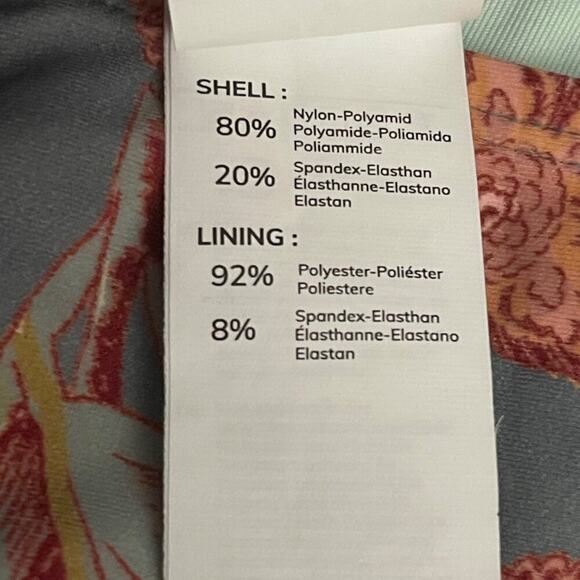 SHELL :
80% Nylon-Polyamid
Polyamide-Poliamida
Poliammide
20% Spandex-Elasthan
Élasthanne-Elastano
Elastan
LINING :
92% Polyester-Poliéster
Poliestere
8% Spandex-Elasthan
Élasthanne-Elastano
Elastan